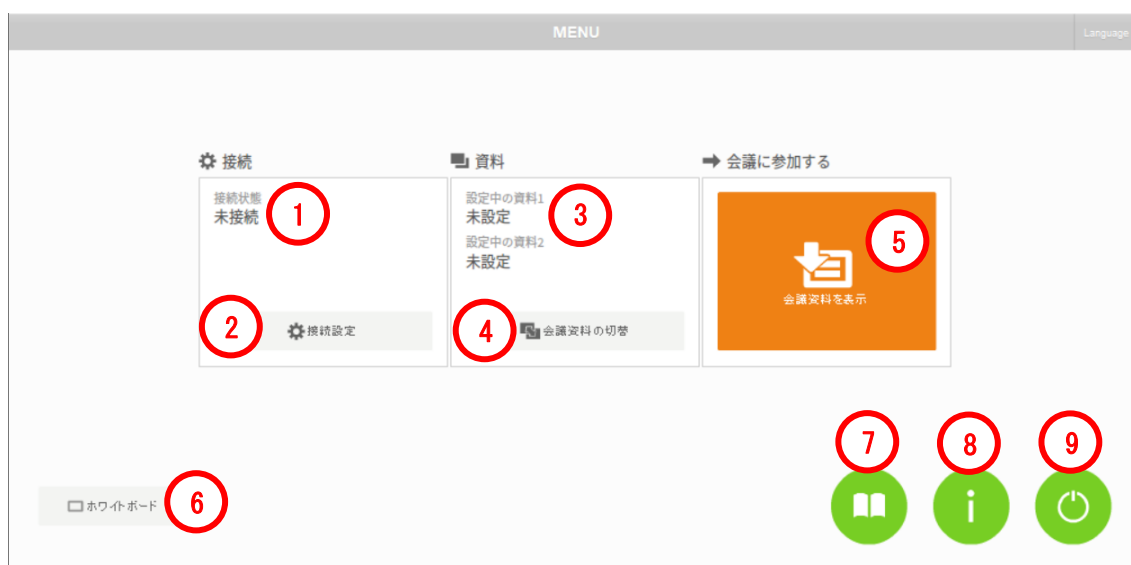 MENU
Language
接続
資料
会議に参加する
接続状態
未接続
1
設定中の資料1
未設定
3
設定中の資料2
未設定
5
会議資料を表示
2
接続設定
4
会議資料の切替
7
8
9
ホワイトボード
6
i